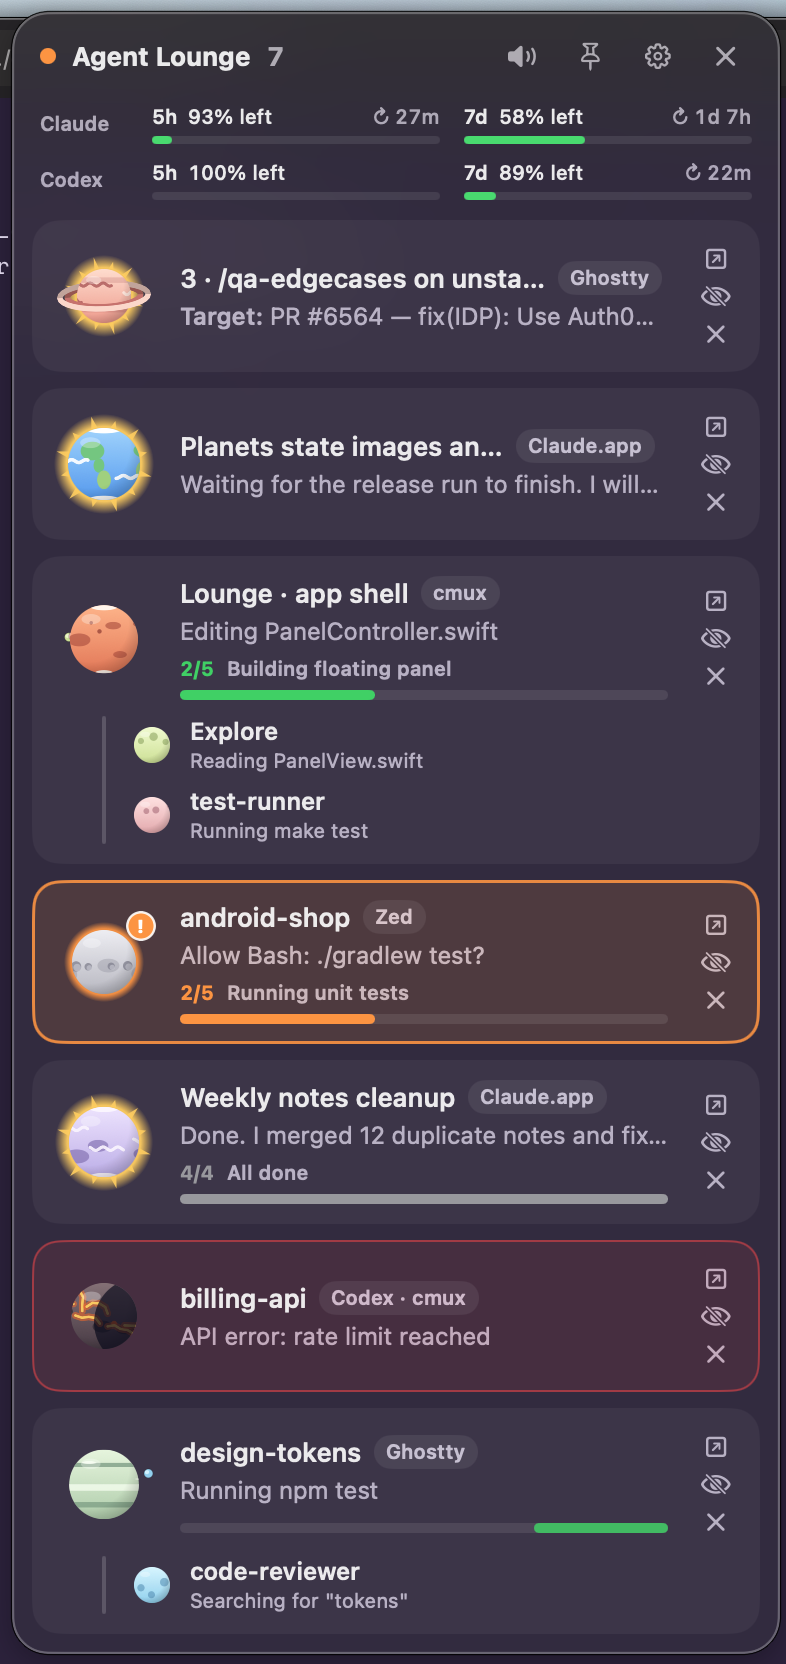 Agent Lounge 7
Claude 5h 93% left 27m 7d 58% left 1d 7h
Codex 5h 100% left 7d 89% left 22m
3 · /qa-edgecases on unsta... Ghostty
Target: PR #6564 — fix(IDP): Use Auth0...
Planets state images an... Claude.app
Waiting for the release run to finish. I will...
Lounge · app shell cmux
Editing PanelController.swift
2/5 Building floating panel
Explore
Reading PanelView.swift
test-runner
Running make test
android-shop Zed
Allow Bash: ./gradlew test?
2/5 Running unit tests
Weekly notes cleanup Claude.app
Done. I merged 12 duplicate notes and fix...
4/4 All done
billing-api Codex · cmux
API error: rate limit reached
design-tokens Ghostty
Running npm test
code-reviewer
Searching for "tokens"